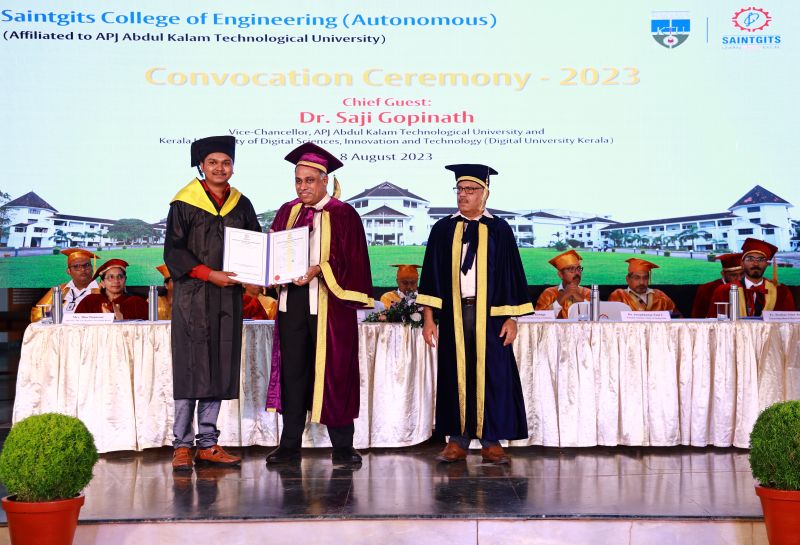 Saintgits College of Engineering (Autonomous)
(Affiliated to APJ Abdul Kalam Technological University)
SAINTGITS
Convocation Ceremony - 2023
Chief Guest:
Dr. Saji Gopinath
Vice-Chancellor, APJ Abdul Kalam Technological University and
Kerala of Digital Sciences, Innovation and Technology (Digital University Kerala)
8 August 2023